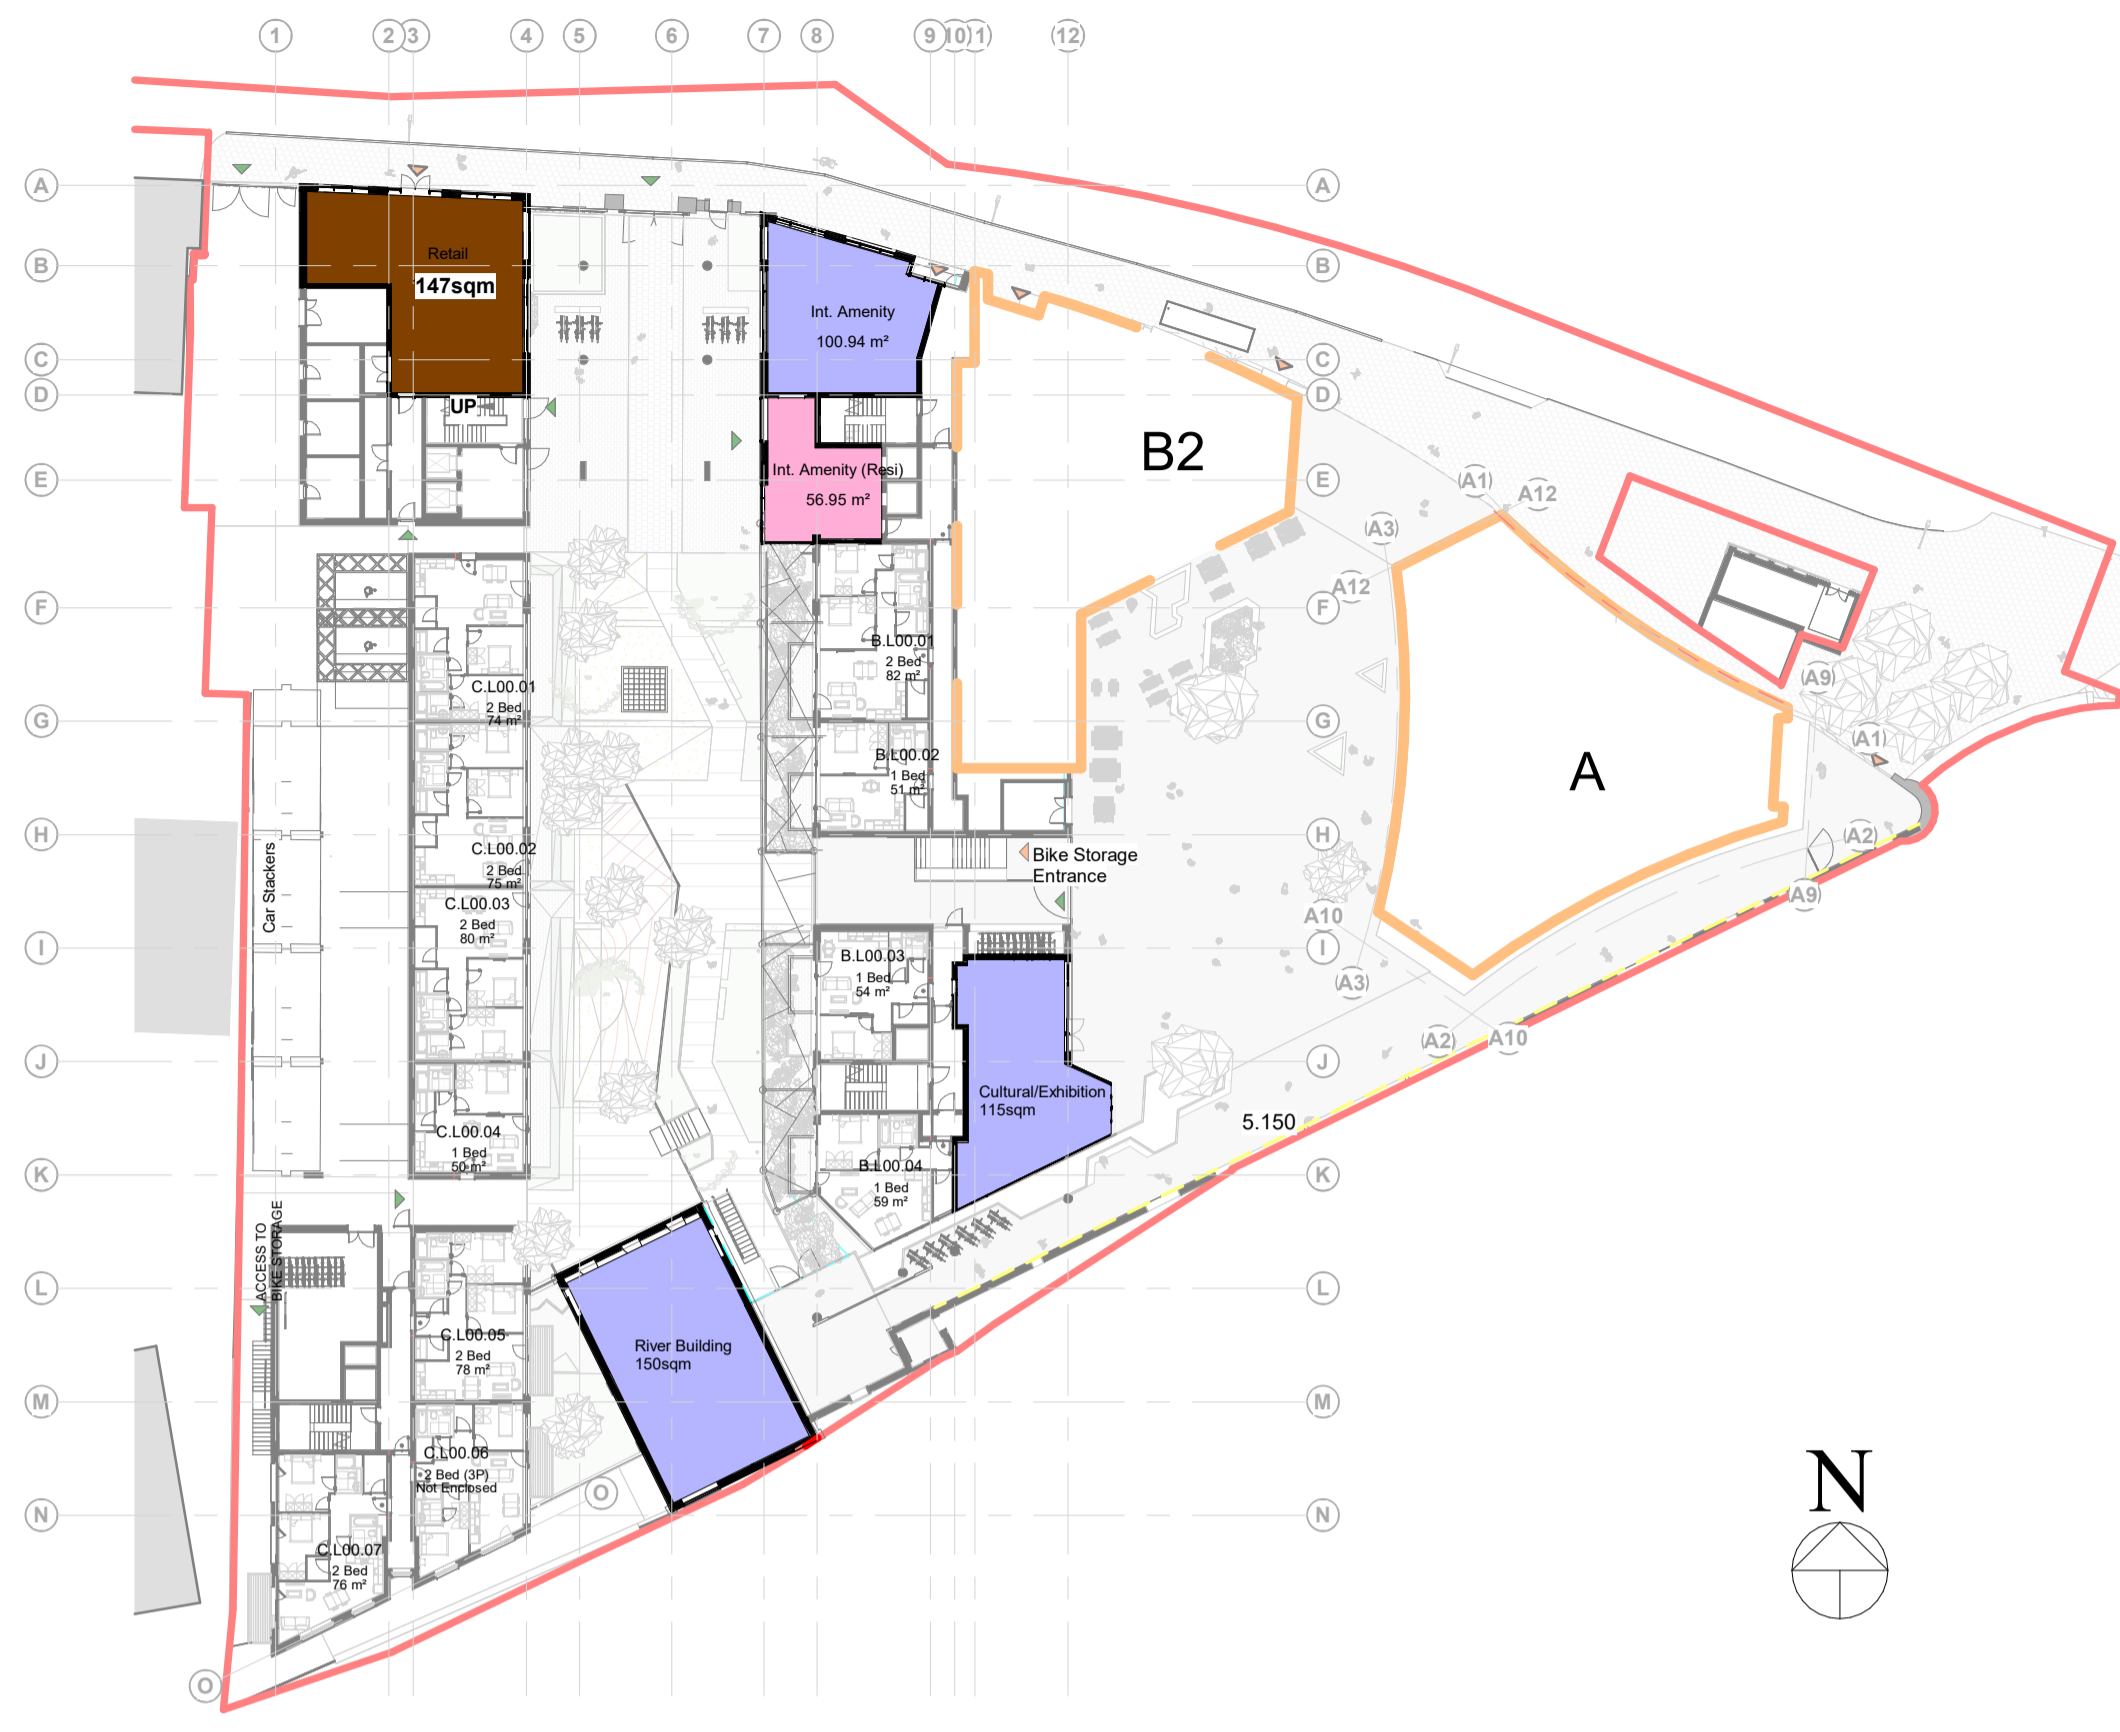 1 2 3 4 5 6 7 8 9 10 11 12
A
A
B
B
C
C
D
D
E
E
F
F
G
G
H
H
I
I
J
J
K
K
L
L
M
M
N
N
O
O
Retail
147sqm
UP
Int. Amenity
100.94 m²
Int. Amenity (Resi)
56.95 m²
B2
A
A1
A12
A3
A12
A9
A1
A2
A9
A10
A3
A2
A10
B.L00.01
2 Bed
82 m²
B.L00.02
1 Bed
51 m²
C.L00.01
2 Bed
74 m²
C.L00.02
2 Bed
75 m²
C.L00.03
2 Bed
80 m²
C.L00.04
1 Bed
50 m²
Car Stackers
Bike Storage
Entrance
B.L00.03
1 Bed
54 m²
Cultural/Exhibition
115sqm
5.150
B.L00.04
1 Bed
59 m²
ACCESS TO
BIKE STORAGE
C.L00.05
2 Bed
78 m²
River Building
150sqm
C.L00.06
2 Bed (3P)
Not Enclosed
C.L00.07
2 Bed
76 m²
N